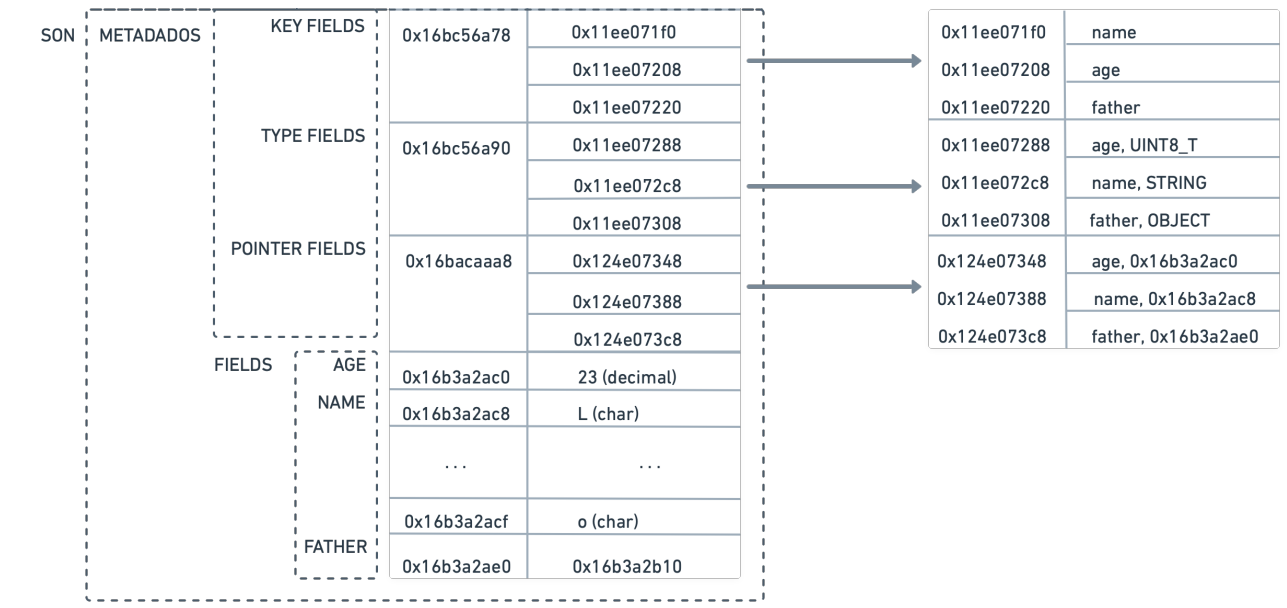 SON METADADOS KEY FIELDS 0x16bc56a78 0x11ee071f0 0x11ee071f0 name
0x11ee07208 0x11ee07208 age
0x11ee07220 0x11ee07220 father
TYPE FIELDS 0x16bc56a90 0x11ee07288 0x11ee07288 age, UINT8_T
0x11ee072c8 0x11ee072c8 name, STRING
0x11ee07308 0x11ee07308 father, OBJECT
POINTER FIELDS 0x16bacaaa8 0x124e07348 0x124e07348 age, 0x16b3a2ac0
0x124e07388 0x124e07388 name, 0x16b3a2ac8
0x124e073c8 0x124e073c8 father, 0x16b3a2ae0
FIELDS AGE 0x16b3a2ac0 23 (decimal)
NAME 0x16b3a2ac8 L (char)
... ...
0x16b3a2acf o (char)
FATHER 0x16b3a2ae0 0x16b3a2b10